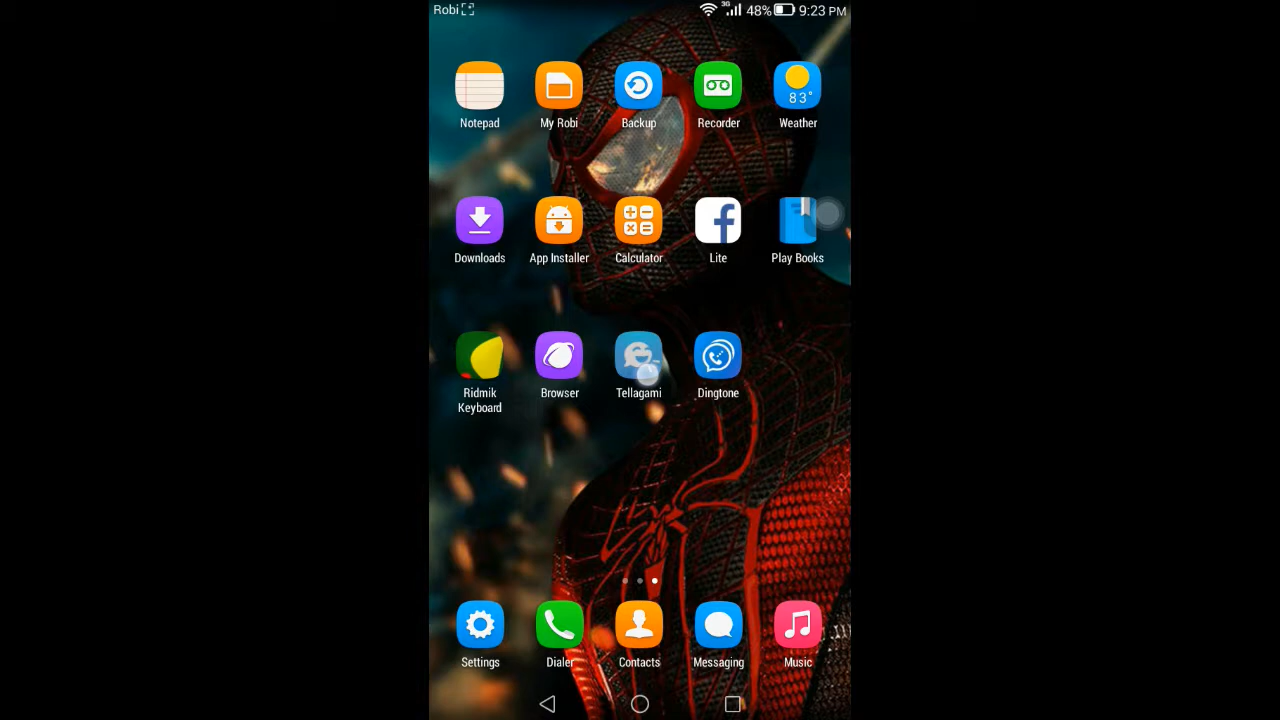 Robi 3G 48% 9:23 PM
83°
Notepad My Robi Backup Recorder Weather
Downloads App Installer Calculator Lite Play Books
Ridmik Browser Tellagami Dingtone
Keyboard
Settings Dialer Contacts Messaging Music